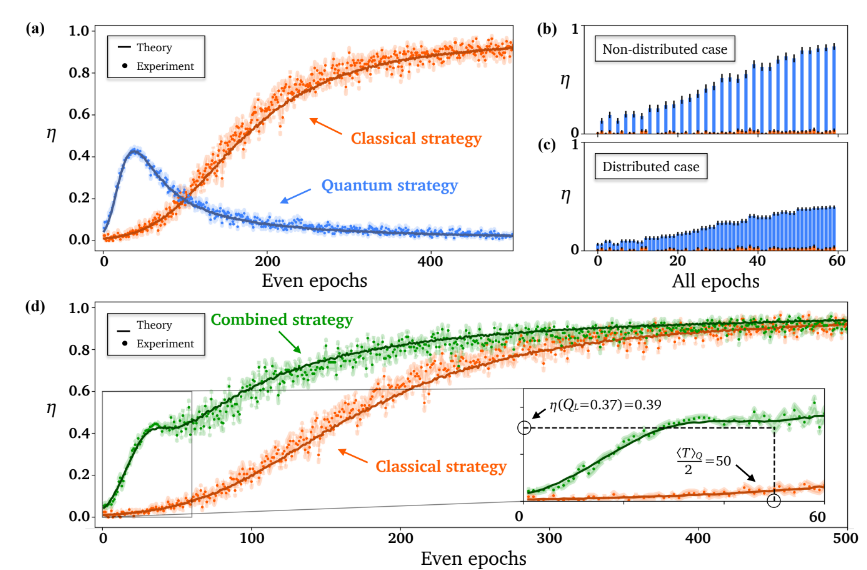 (a)
1.0
0.8
0.6
0.4
0.2
0.0
η
Theory
Experiment
Classical strategy
Quantum strategy
0
200
400
Even epochs
(b)
1
η
0
Non-distributed case
(c)
1
η
0
Distributed case
0
20
40
60
All epochs
(d)
1.0
0.8
0.6
0.4
0.2
0.0
η
Theory
Experiment
Combined strategy
Classical strategy
η(Q_L=0.37)=0.39
⟨T⟩_Q/2 =50
0
60
0
100
200
300
400
500
Even epochs